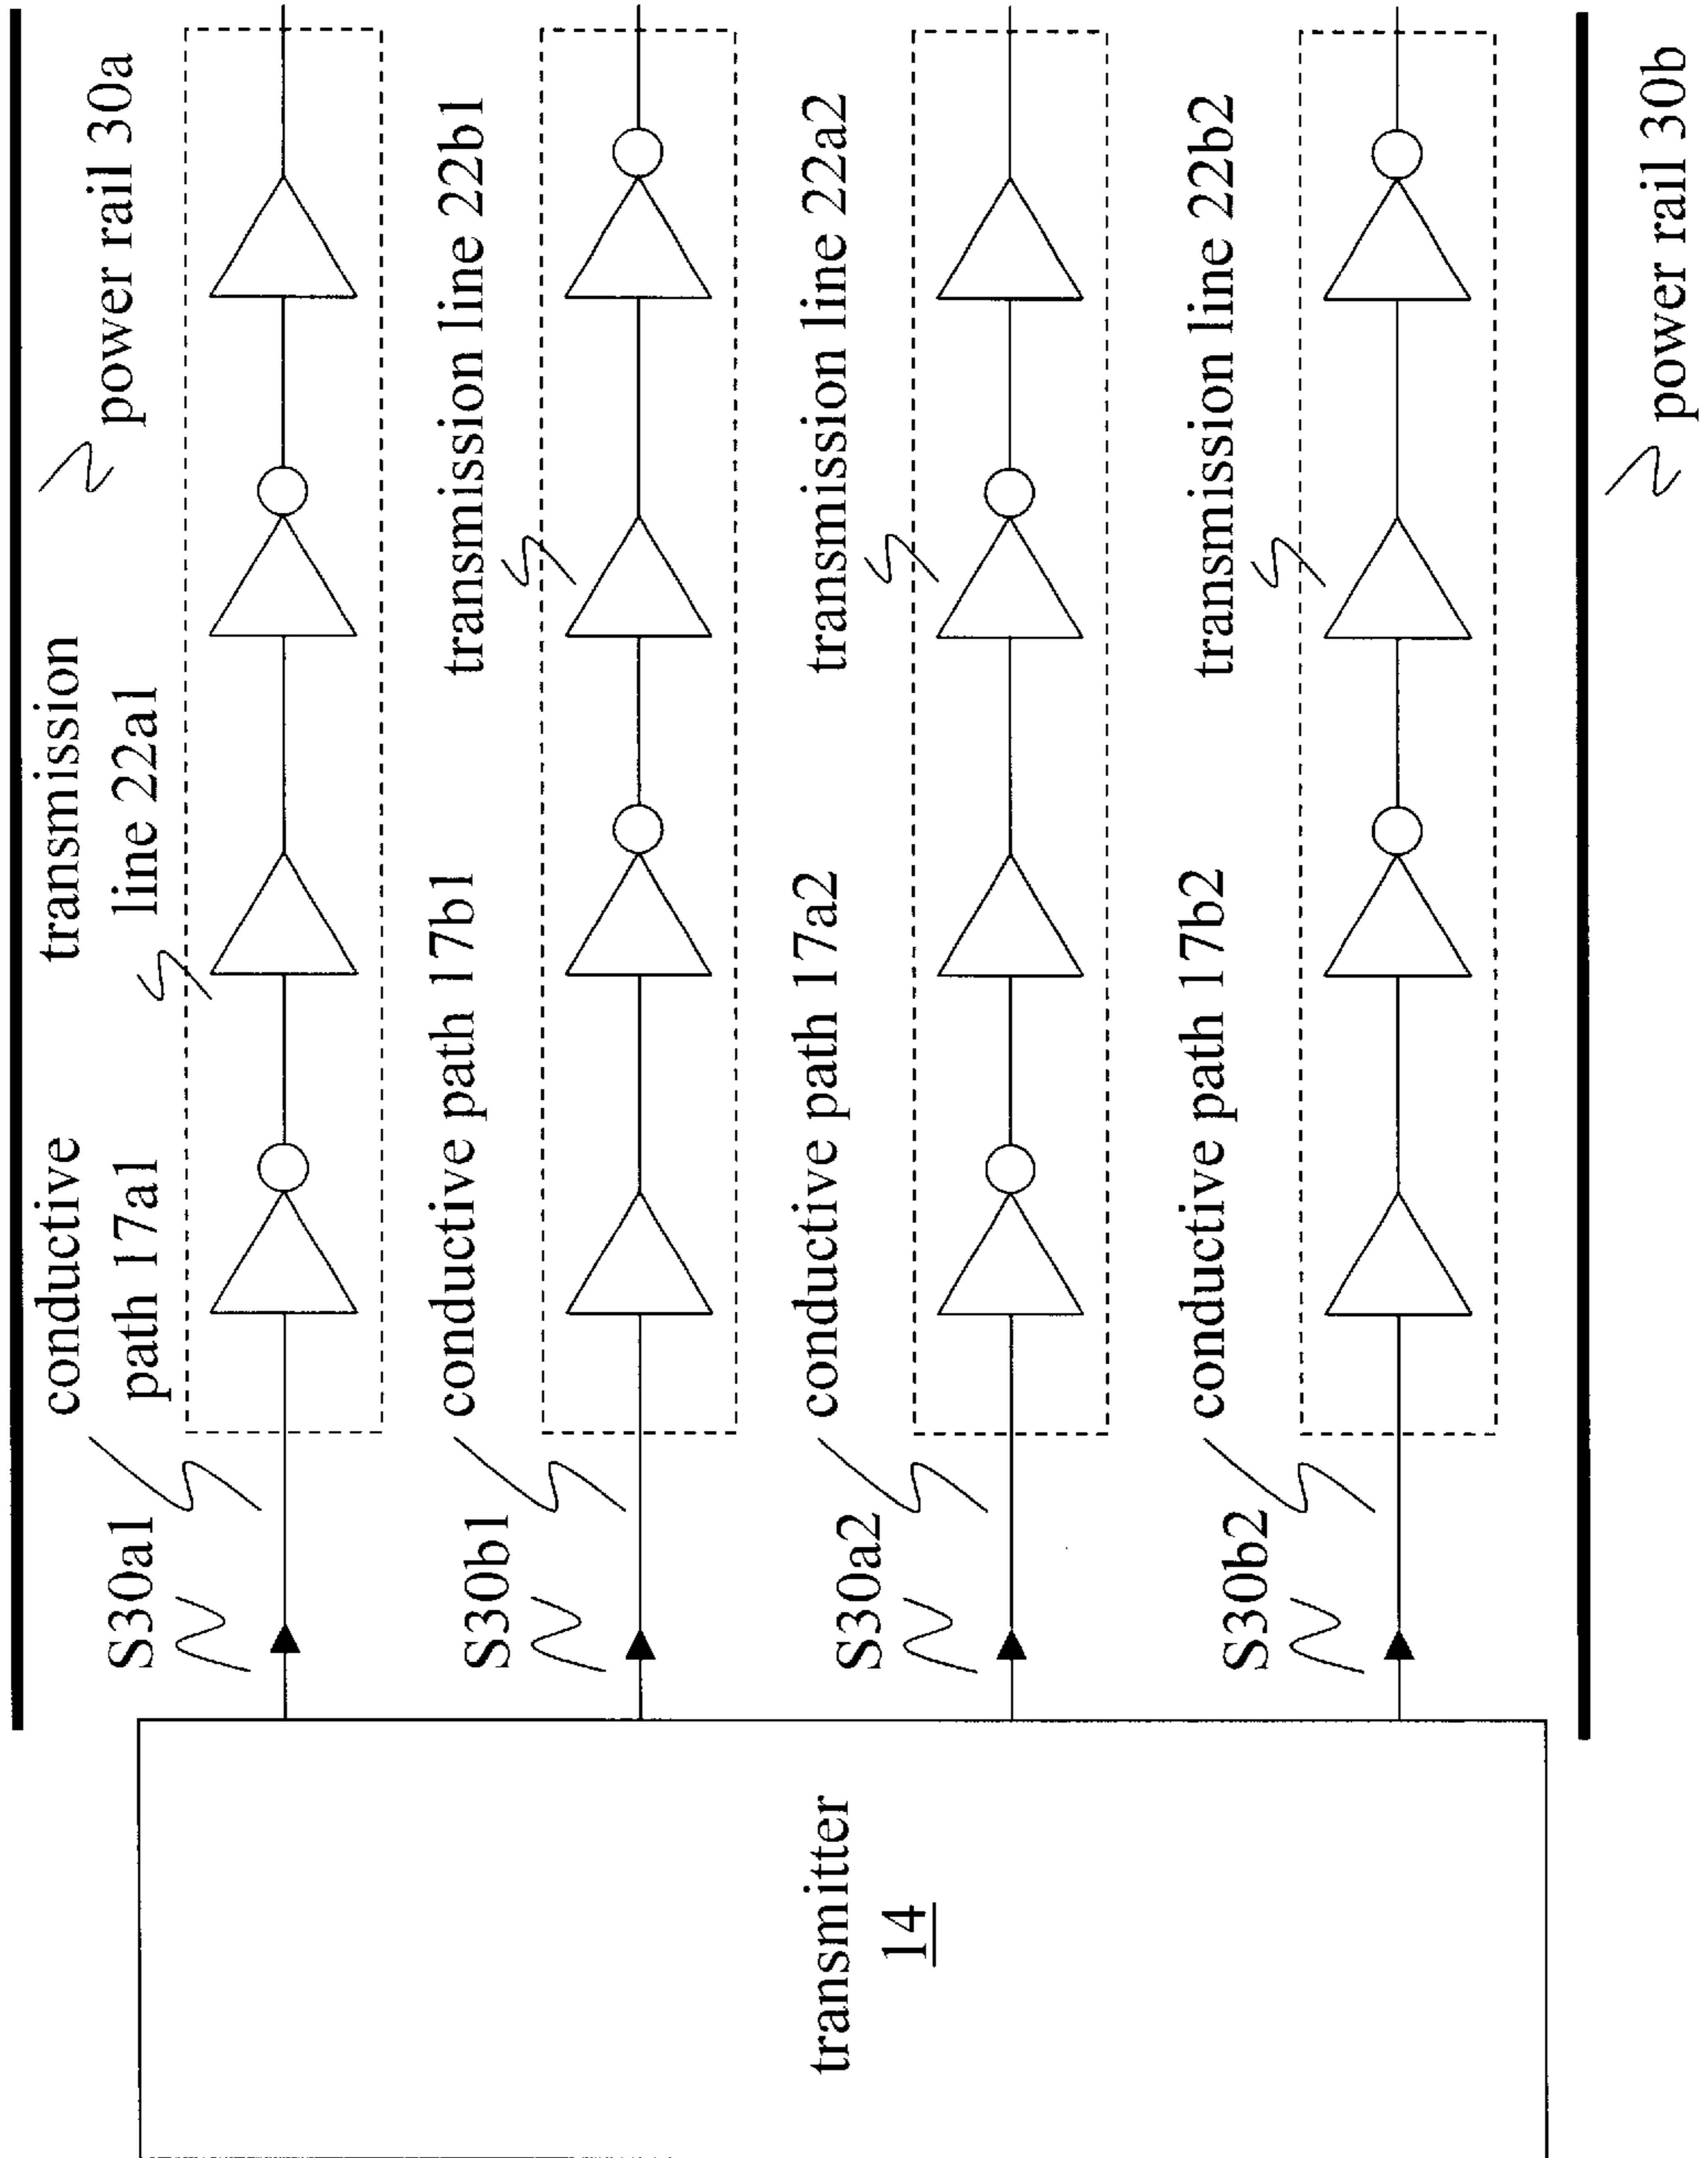 power rail 30a
conductive
path 17a1
transmission
line 22a1
S30a1
conductive path 17b1
transmission line 22b1
S30b1
conductive path 17a2
transmission line 22a2
S30a2
conductive path 17b2
transmission line 22b2
S30b2
transmitter
14
power rail 30b